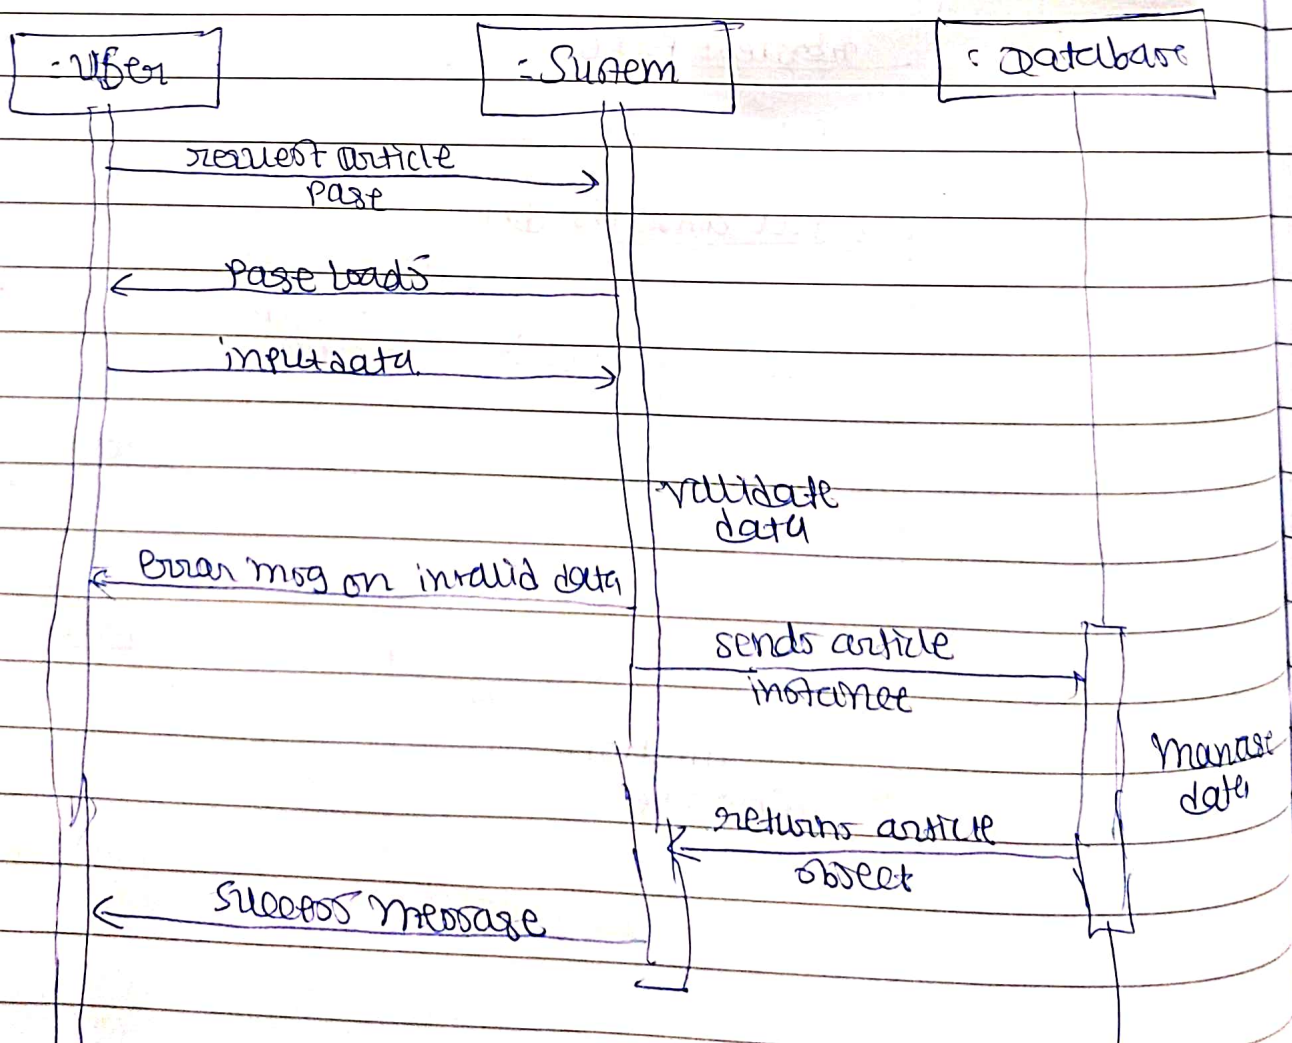 :User
:System
: Database
request article
page
page loads
input data
validate
data
error msg on invalid data
sends article
instance
manage
data
returns article
object
success message